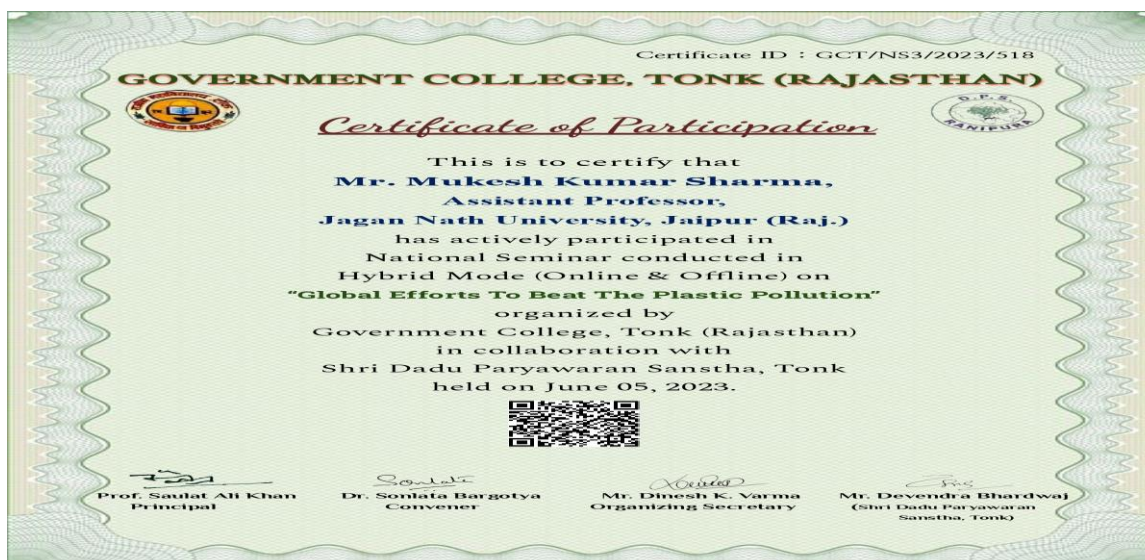 Certificate ID : GCT/NS3/2023/518
GOVERNMENT COLLEGE, TONK (RAJASTHAN)
D.P.S.
RANIPURA
Certificate of Participation
This is to certify that
Mr. Mukesh Kumar Sharma,
Assistant Professor,
Jagan Nath University, Jaipur (Raj.)
has actively participated in
National Seminar conducted in
Hybrid Mode (Online & Offline) on
"Global Efforts To Beat The Plastic Pollution"
organized by
Government College, Tonk (Rajasthan)
in collaboration with
Shri Dadu Paryawaran Sanstha, Tonk
held on June 05, 2023.
Sonlata
Prof. Saulat Ali Khan
Principal
Dr. Sonlata Bargotya
Convener
Mr. Dinesh K. Varma
Organizing Secretary
Mr. Devendra Bhardwaj
(Shri Dadu Paryawaran
Sanstha, Tonk)